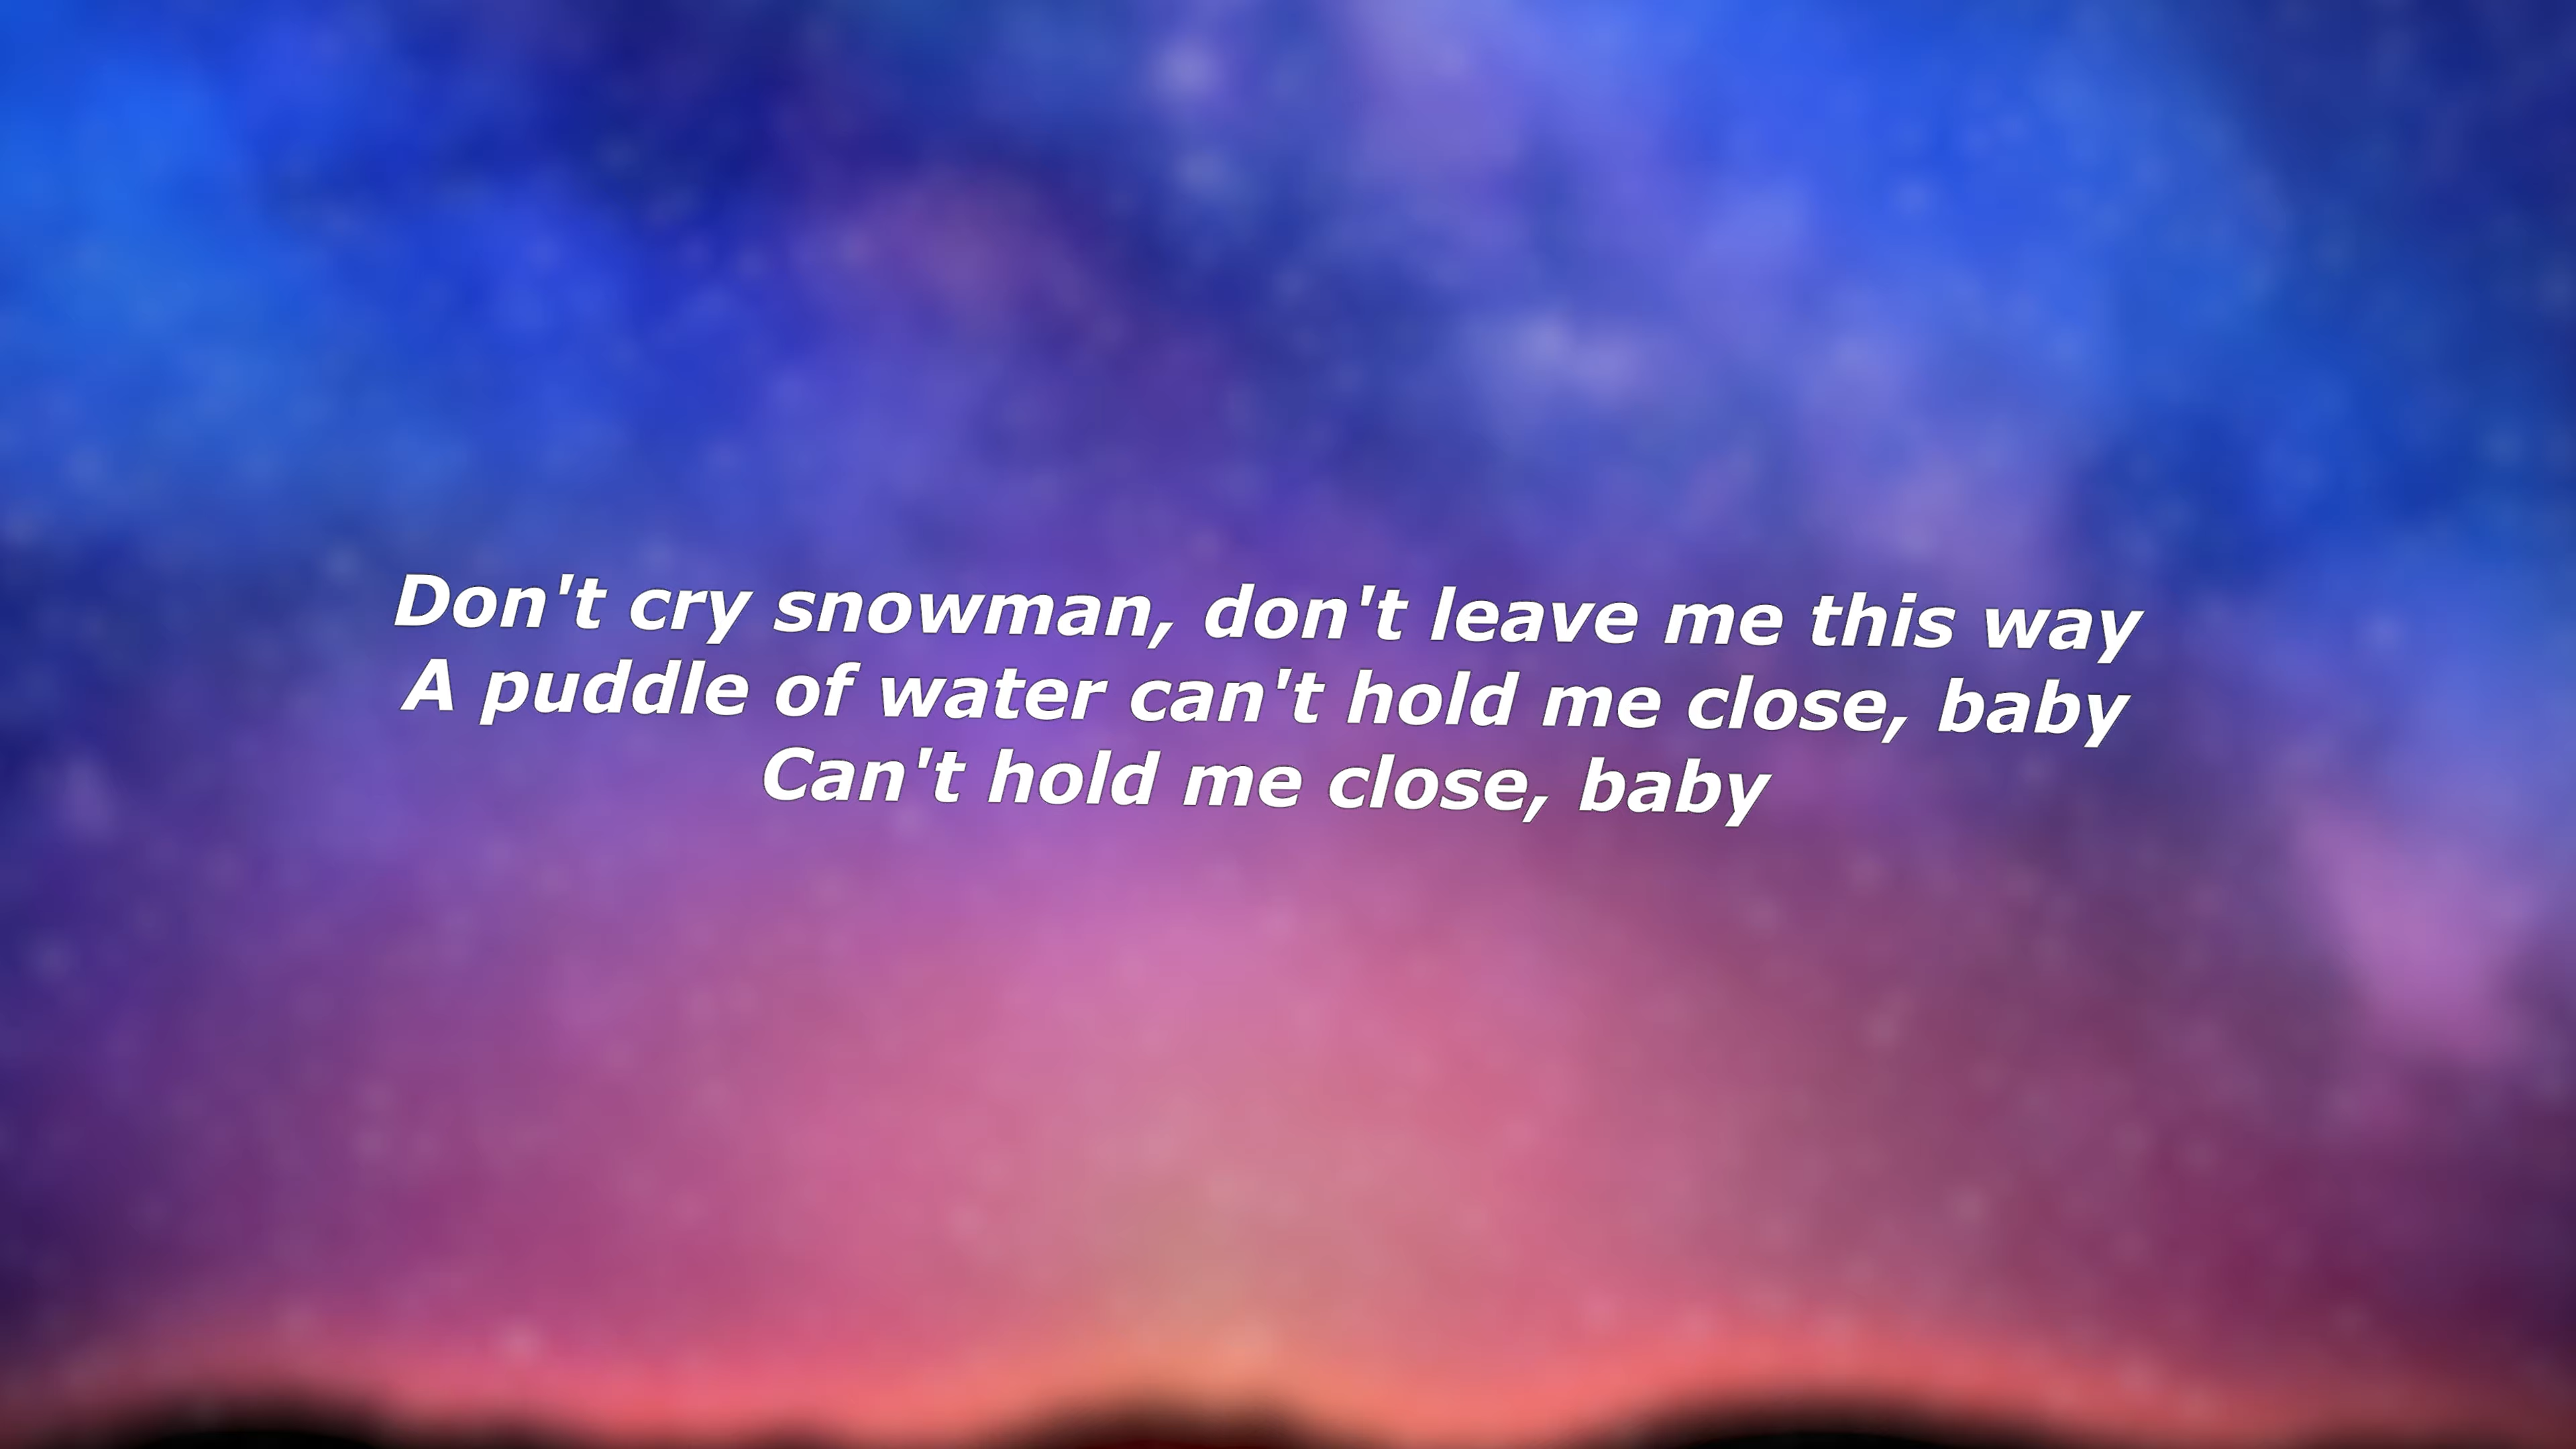 Don't cry snowman, don't leave me this way
A puddle of water can't hold me close, baby
Can't hold me close, baby